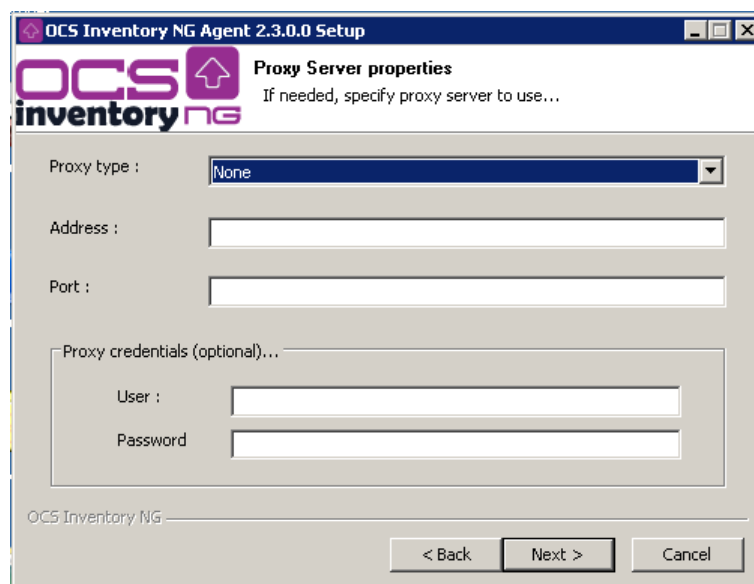 OCS Inventory NG Agent 2.3.0.0 Setup
OCS
inventory NG
Proxy Server properties
If needed, specify proxy server to use...
Proxy type :
None
Address :
Port :
Proxy credentials (optional)...
User :
Password
OCS Inventory NG
< Back
Next >
Cancel